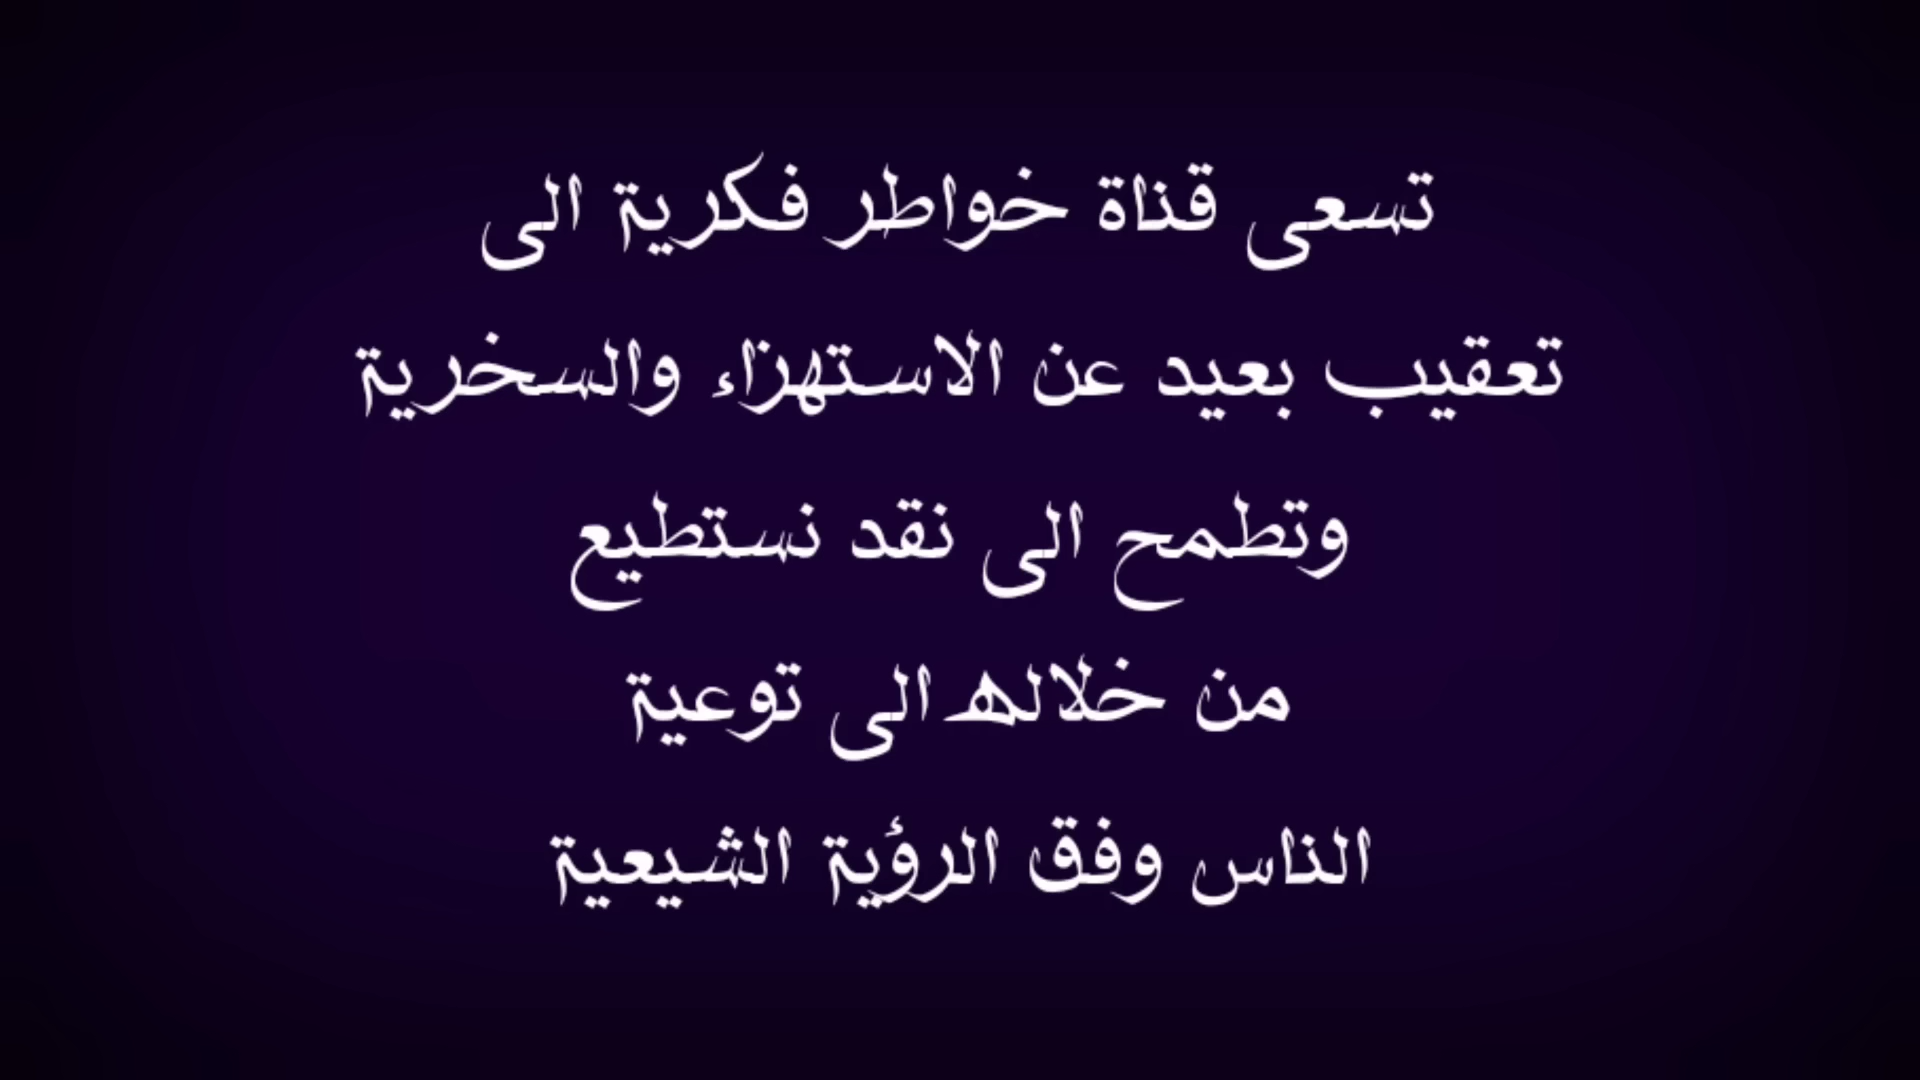 تسعى قناة خواطر فكرية الى
تعقيب بعيد عن الاستهزاء والسخرية
وتطمح الى نقد نستطيع
من خلاله الى توعية
الناس وفق الرؤية الشيعية